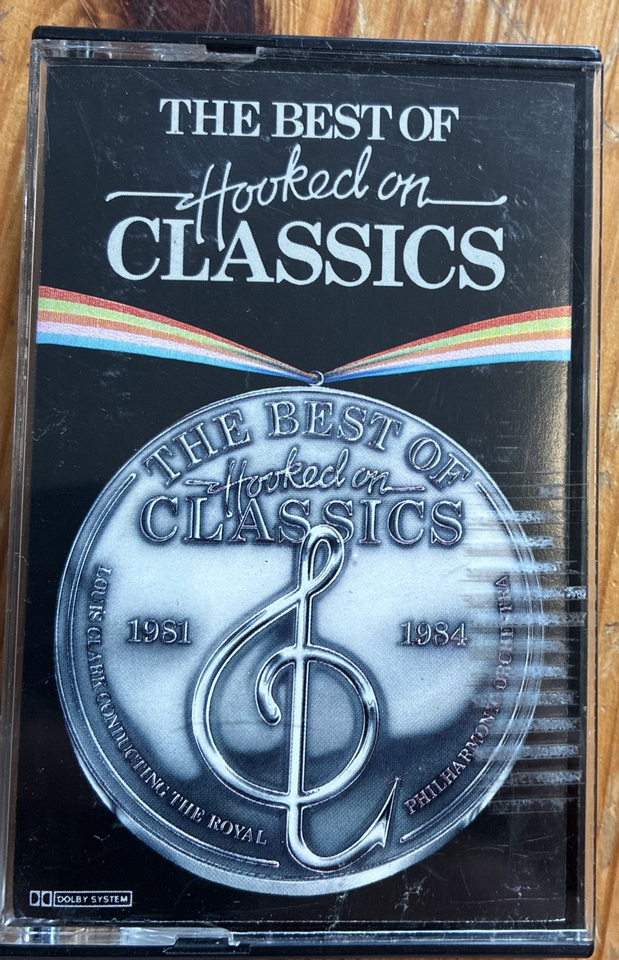 THE BEST OF
Hooked on
CLASSICS
THE BEST OF
Hooked on
CLASSICS
1981 1984
LOUIS CLARK CONDUCTING THE ROYAL
PHILHARMONIC ORCHESTRA
DOLBY SYSTEM